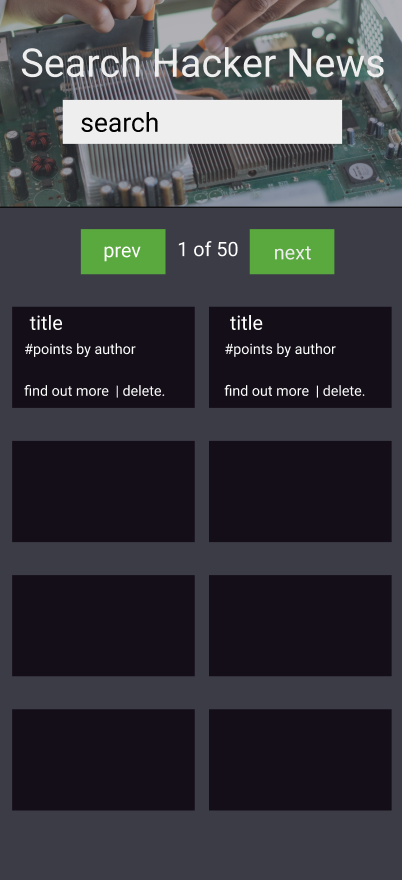 Search Hacker News
search
prev 1 of 50 next
title
#points by author
find out more | delete.
title
#points by author
find out more | delete.